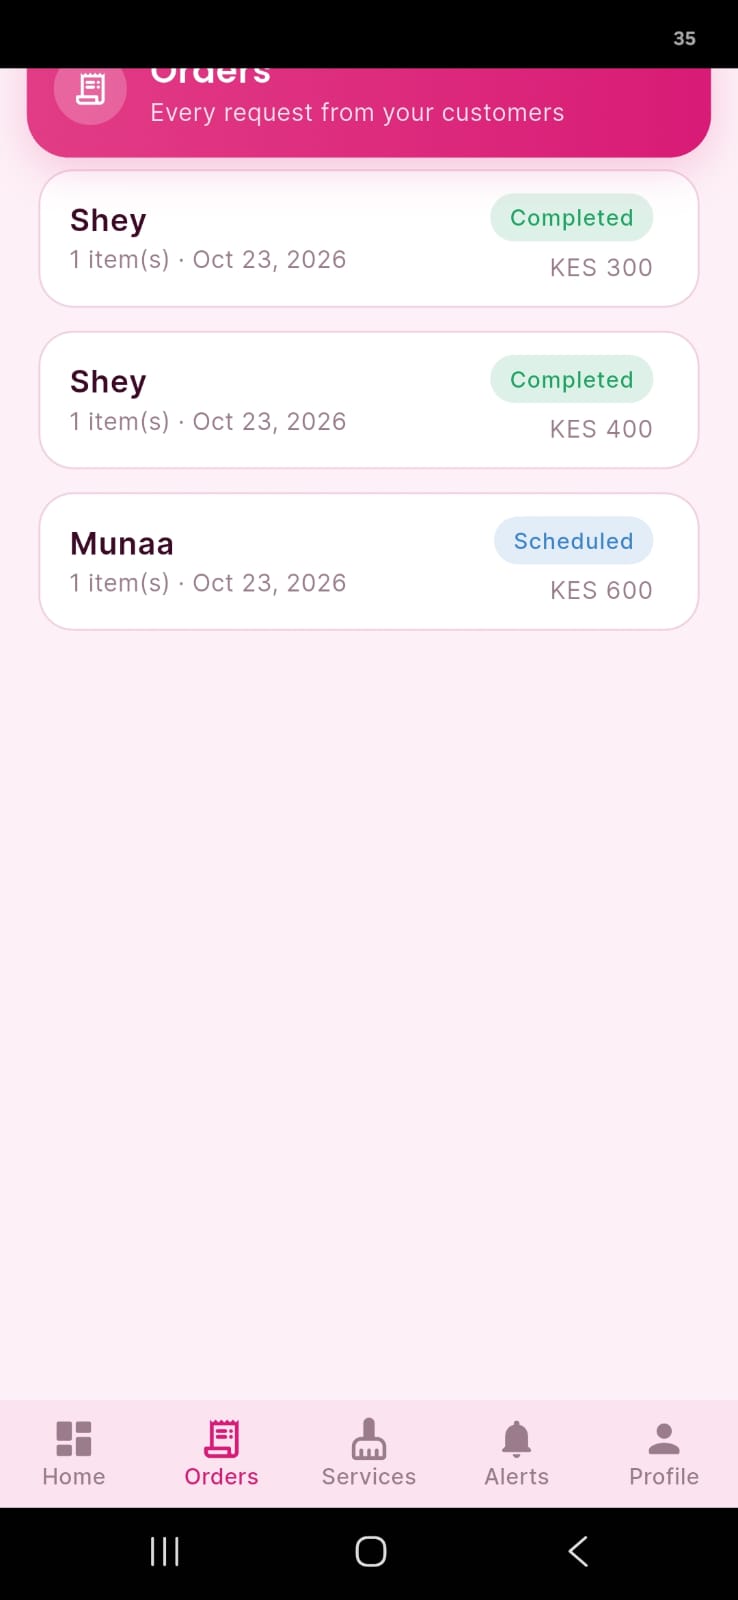 35
Orders
Every request from your customers
Shey
Completed
1 item(s) · Oct 23, 2026
KES 300
Shey
Completed
1 item(s) · Oct 23, 2026
KES 400
Munaa
Scheduled
1 item(s) · Oct 23, 2026
KES 600
Home
Orders
Services
Alerts
Profile